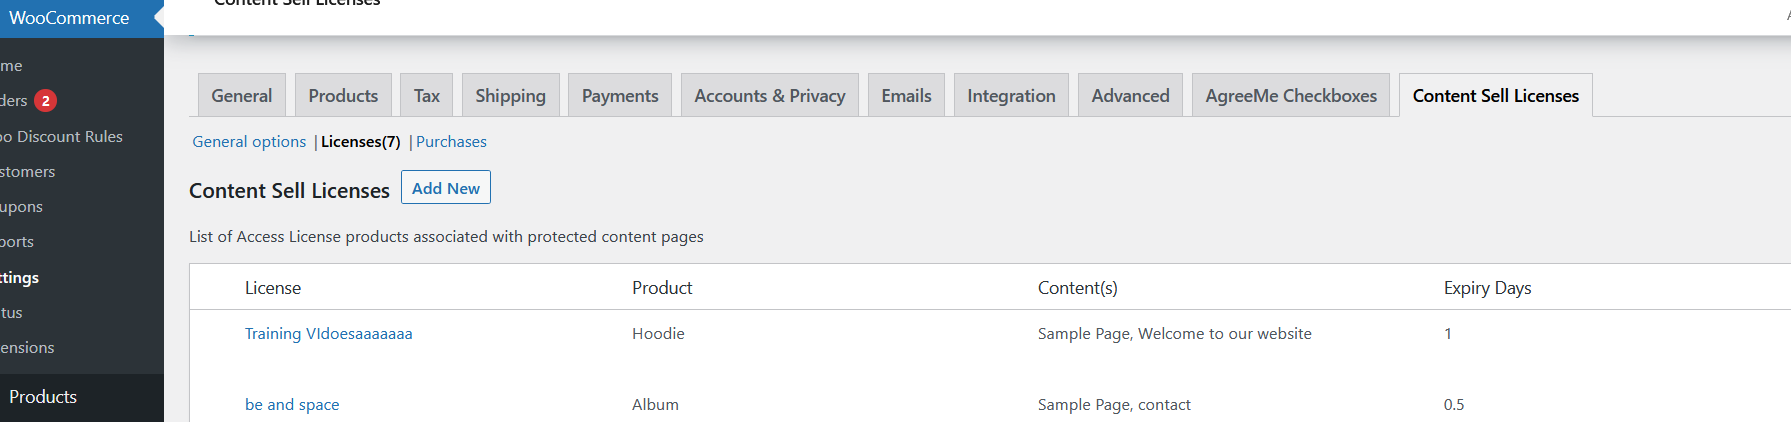 WooCommerce
Content Sell Licenses
me
ders 2
oo Discount Rules
stomers
upons
ports
ttings
tus
tensions
Products
General Products Tax Shipping Payments Accounts & Privacy Emails Integration Advanced AgreeMe Checkboxes Content Sell Licenses
General options | Licenses(7) | Purchases
Content Sell Licenses Add New
List of Access License products associated with protected content pages
License Product Content(s) Expiry Days
Training VIdoesaaaaaaa Hoodie Sample Page, Welcome to our website 1
be and space Album Sample Page, contact 0.5